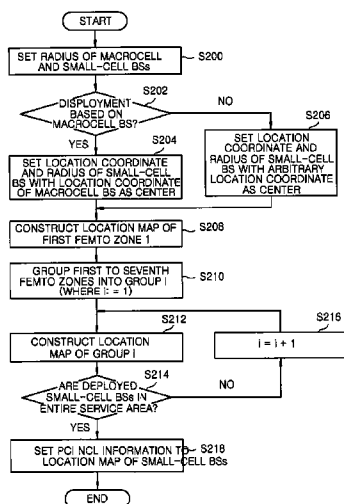 START
SET RADIUS OF MACROCELL
AND SMALL-CELL BSs
S200
S202
DISPLOYMENT
BASED ON
MACROCELL BS?
NO
YES
S204
SET LOCATION COORDINATE
AND RADIUS OF SMALL-CELL
BS WITH LOCATION COORDINATE
OF MACROCELL BS AS CENTER
S206
SET LOCATION
COORDINATE AND
RADIUS OF SMALL-CELL
BS WITH ARBITRARY
LOCATION COORDINATE
AS CENTER
S208
CONSTRUCT LOCATION MAP OF
FIRST FEMTO ZONE 1
S210
GROUP FIRST TO SEVENTH
FEMTO ZONES INTO GROUP i
(WHERE i: = 1)
S212
CONSTRUCT LOCATION
MAP OF GROUP i
S216
i = i + 1
S214
ARE DEPLOYED
SMALL-CELL BSs IN
ENTIRE SERVICE AREA?
NO
YES
S218
SET PCI NCL INFORMATION TO
LOCATION MAP OF SMALL-CELL BSs
END